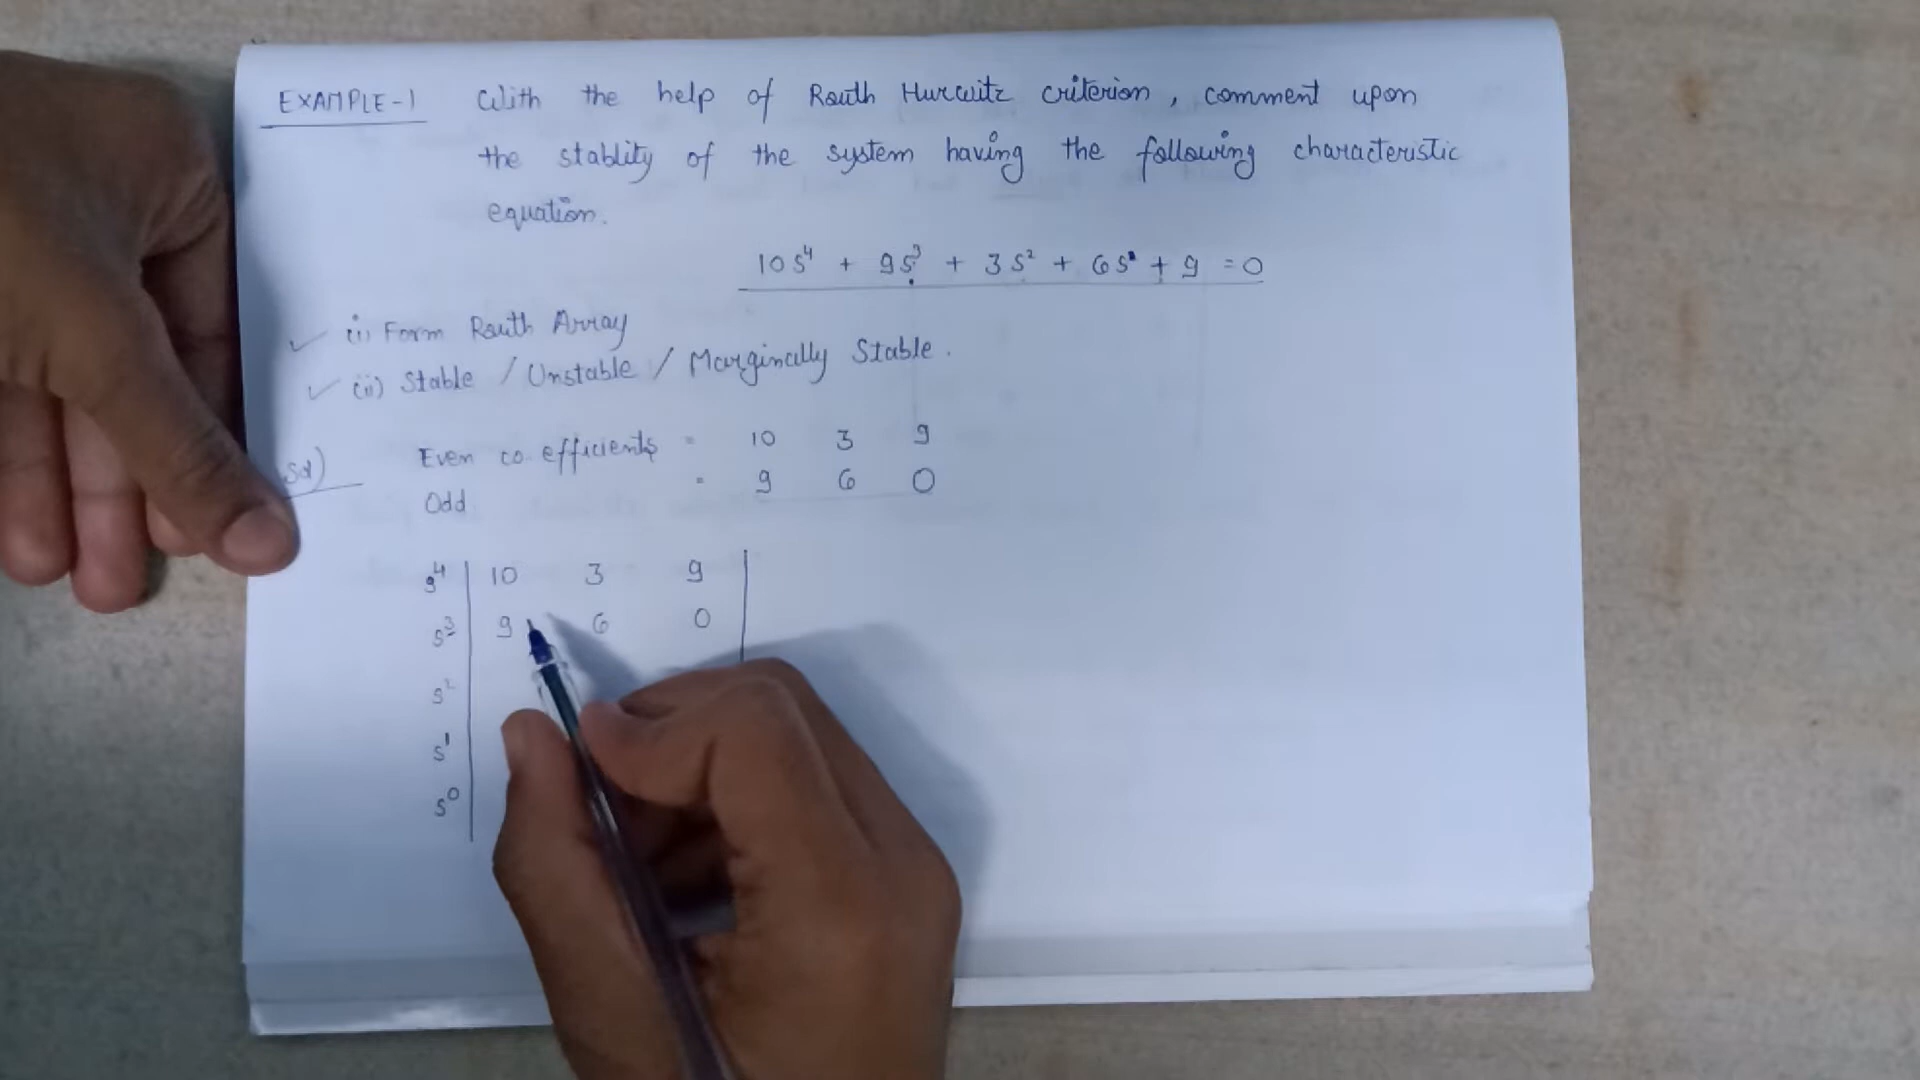 EXAMPLE-1 With the help of Routh Hurwitz criterion, comment upon
the stablity of the system having the following characteristic
equation.
10s⁴ + 9s³ + 3s² + 6s + 9 = 0
(i) Form Routh Array
(ii) Stable / Unstable / Marginally Stable.
Sol) Even co-efficients = 10 3 9
Odd = 9 6 0
s⁴ 10 3 9
s³ 9 6 0
s²
s¹
s⁰